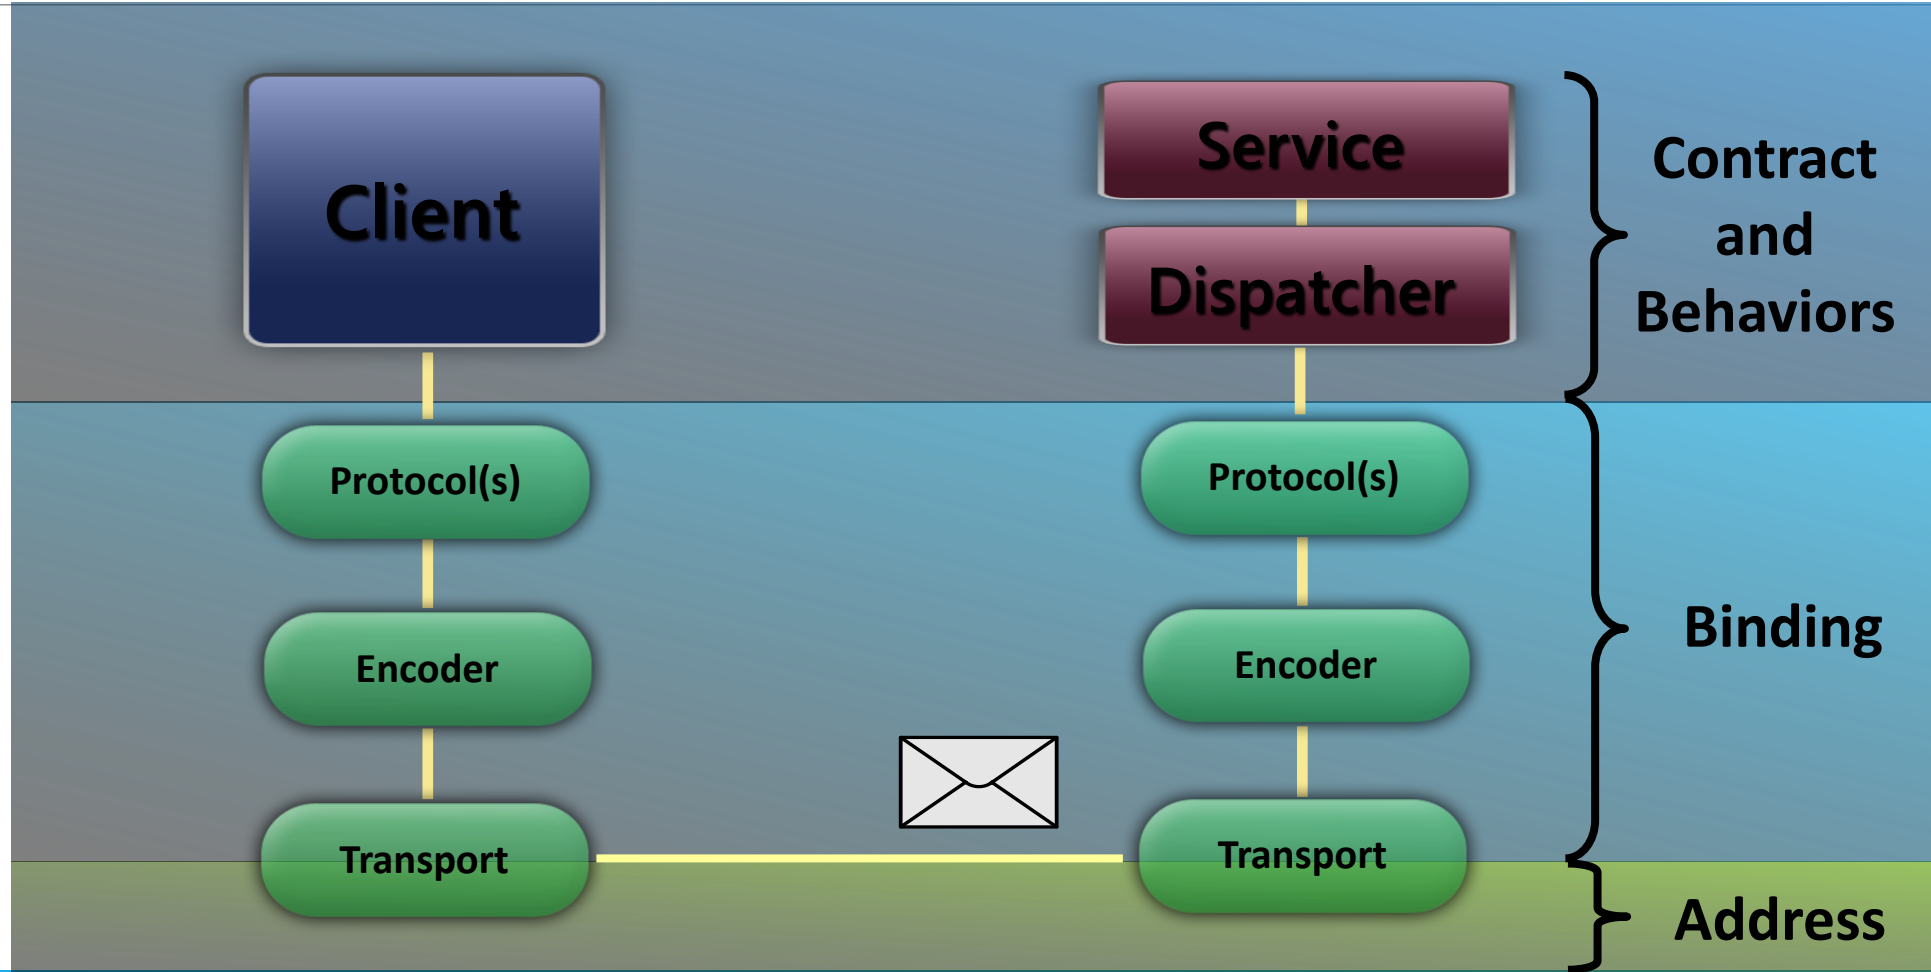 Client
Service
Dispatcher
Contract
and
Behaviors
Protocol(s)
Protocol(s)
Encoder
Encoder
Binding
Transport
Transport
Address